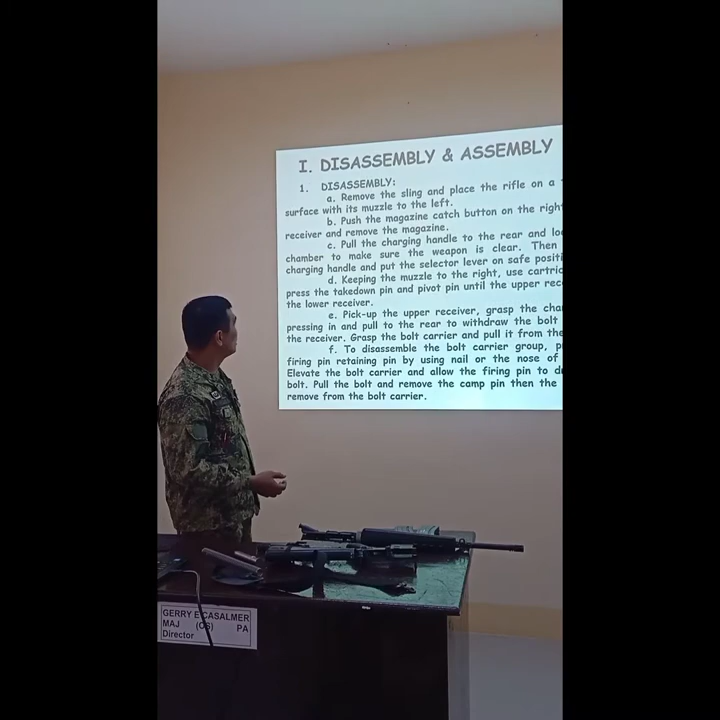 I. DISASSEMBLY & ASSEMBLY
1. DISASSEMBLY:
a. Remove the sling and place the rifle on a
surface with its muzzle to the left.
b. Push the magazine catch button on the right
receiver and remove the magazine.
c. Pull the charging handle to the rear and
chamber to make sure the weapon is clear. Then
charging handle and put the selector lever on safe
d. Keeping the muzzle to the right, use
press the takedown pin and pivot pin until the upper
the lower receiver.
e. Pick-up the upper receiver, grasp the
pressing in and pull to the rear to withdraw the bolt
the receiver. Grasp the bolt carrier and pull it from the
f. To disassemble the bolt carrier group,
firing pin retaining pin by using nail or the nose of
Elevate the bolt carrier and allow the firing pin to
bolt. Pull the bolt and remove the camp pin then the
remove from the bolt carrier.
GERRY E CASALMER
MAJ (OS) PA
Director